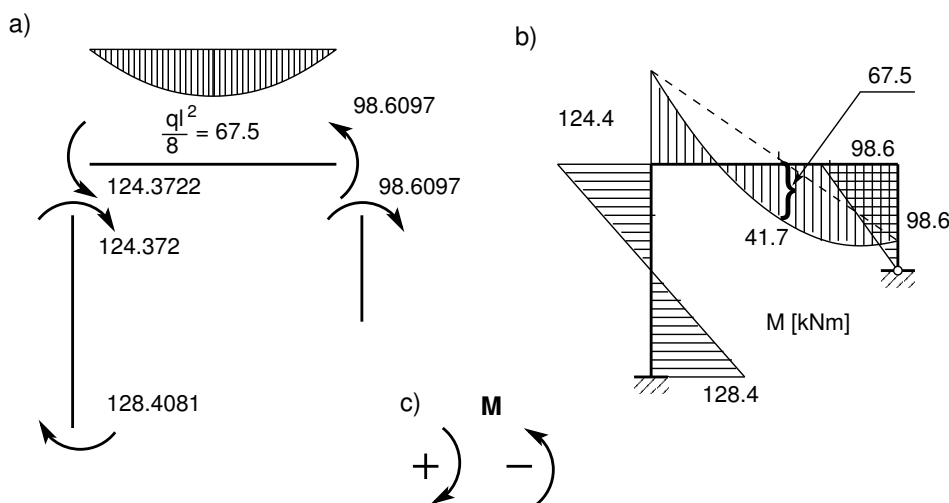 a)
ql²/8 = 67.5
98.6097
124.3722
98.6097
124.372
128.4081
b)
67.5
124.4
98.6
98.6
41.7
M [kNm]
128.4
c)
M
+
−